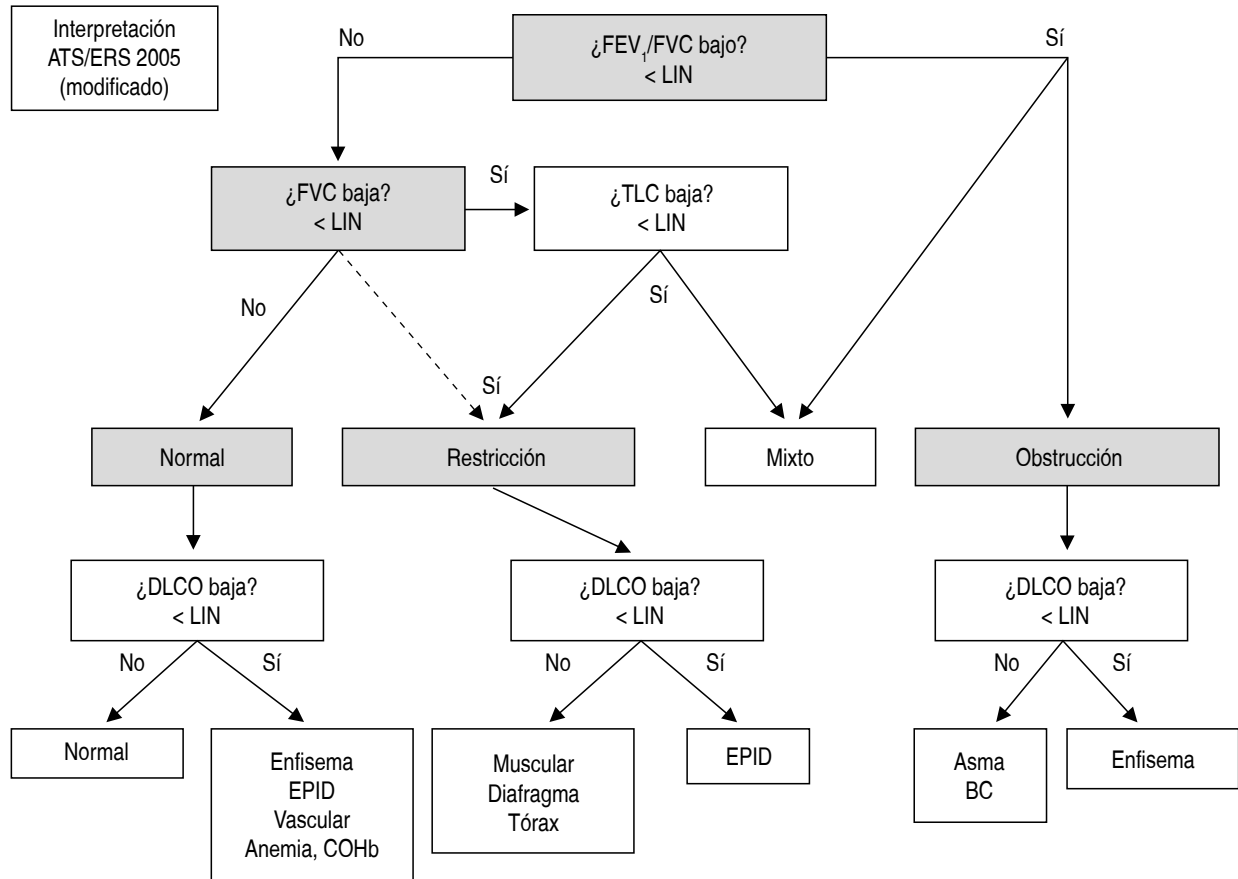 Interpretación
ATS/ERS 2005
(modificado)
No
¿FEV1/FVC bajo?
< LIN
Sí
¿FVC baja?
< LIN
Sí
¿TLC baja?
< LIN
No
Sí
Sí
Normal
Restricción
Mixto
Obstrucción
¿DLCO baja?
< LIN
¿DLCO baja?
< LIN
¿DLCO baja?
< LIN
No
Sí
No
Sí
No
Sí
Normal
Enfisema
EPID
Vascular
Anemia, COHb
Muscular
Diafragma
Tórax
EPID
Asma
BC
Enfisema